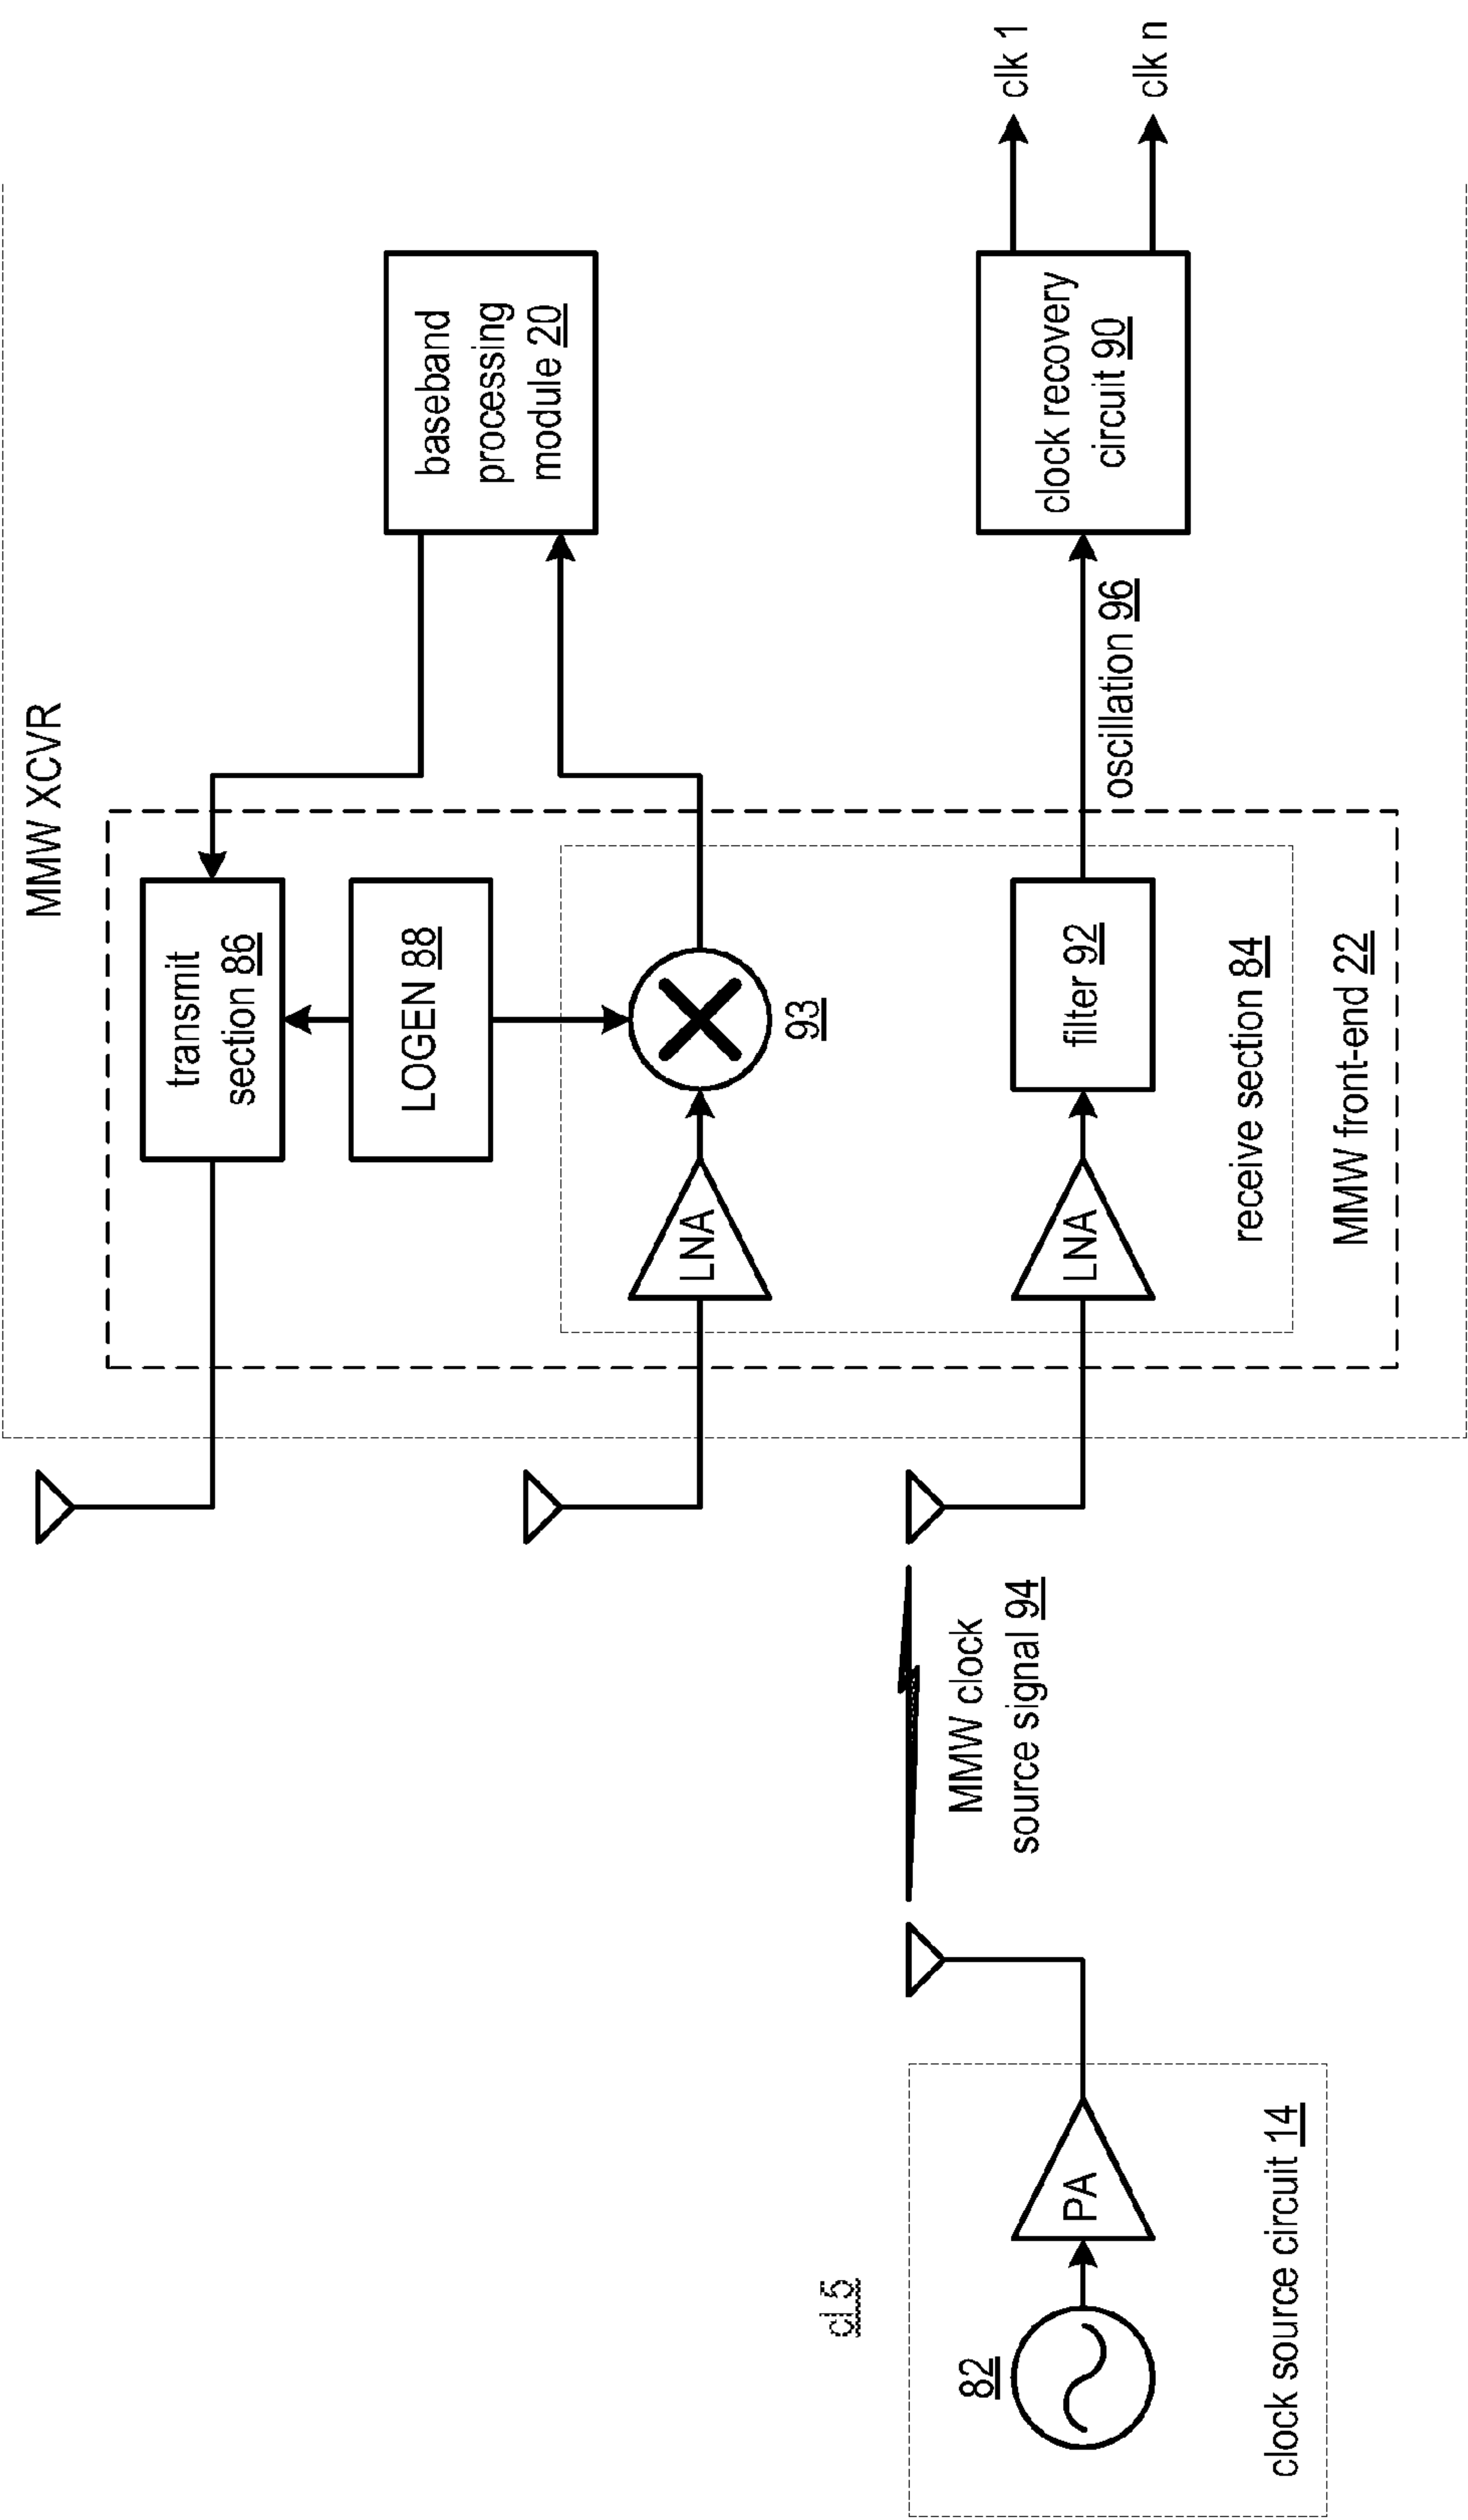 MMW XCVR
transmit
section 86
LOGEN 88
baseband
processing
module 20
LNA
93
LNA
filter 92
oscillation 96
clock recovery
circuit 90
clk 1
clk n
receive section 84
MMW front-end 22
MMW clock
source signal 94
cl 5
82
PA
clock source circuit 14